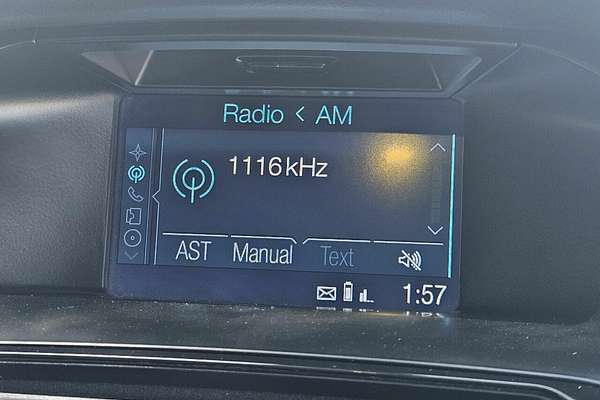 Radio < AM
1116kHz
AST Manual Text
1:57